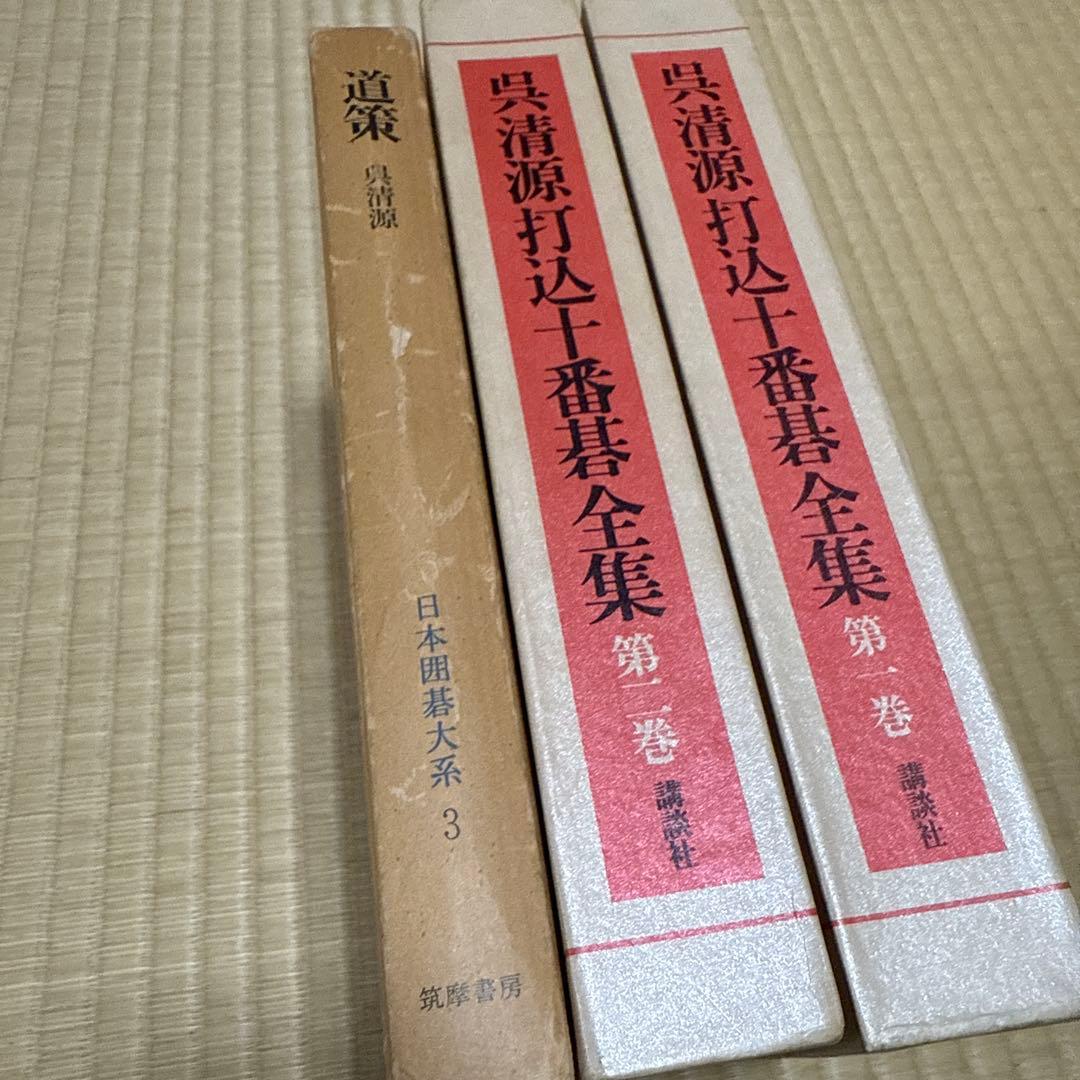 道策
呉清源
日本囲碁大系 3
筑摩書房
呉清源打込十番碁全集
第二巻
講談社
呉清源打込十番碁全集
第一巻
講談社